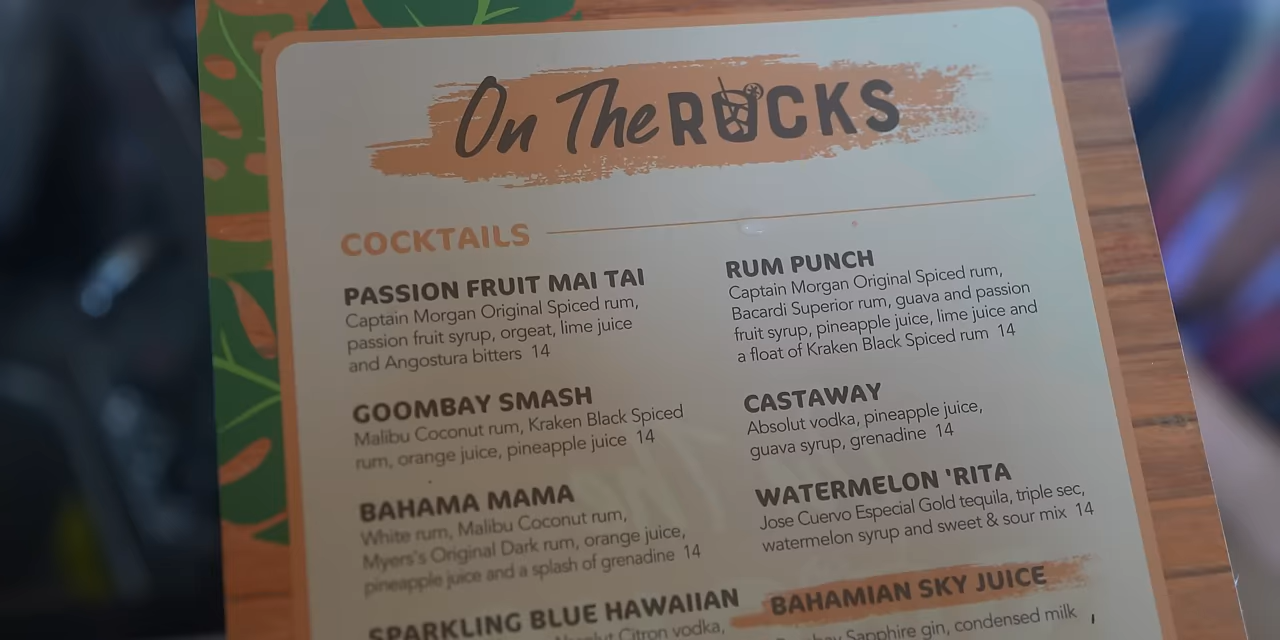 On The ROCKS
COCKTAILS
PASSION FRUIT MAI TAI
Captain Morgan Original Spiced rum,
passion fruit syrup, orgeat, lime juice
and Angostura bitters 14
GOOMBAY SMASH
Malibu Coconut rum, Kraken Black Spiced
rum, orange juice, pineapple juice 14
BAHAMA MAMA
White rum, Malibu Coconut rum,
Myers's Original Dark rum, orange juice,
pineapple juice and a splash of grenadine 14
SPARKLING BLUE HAWAIIAN
Absolut Citron vodka,
RUM PUNCH
Captain Morgan Original Spiced rum,
Bacardi Superior rum, guava and passion
fruit syrup, pineapple juice, lime juice and
a float of Kraken Black Spiced rum 14
CASTAWAY
Absolut vodka, pineapple juice,
guava syrup, grenadine 14
WATERMELON 'RITA
Jose Cuervo Especial Gold tequila, triple sec,
watermelon syrup and sweet & sour mix 14
BAHAMIAN SKY JUICE
Sapphire gin, condensed milk